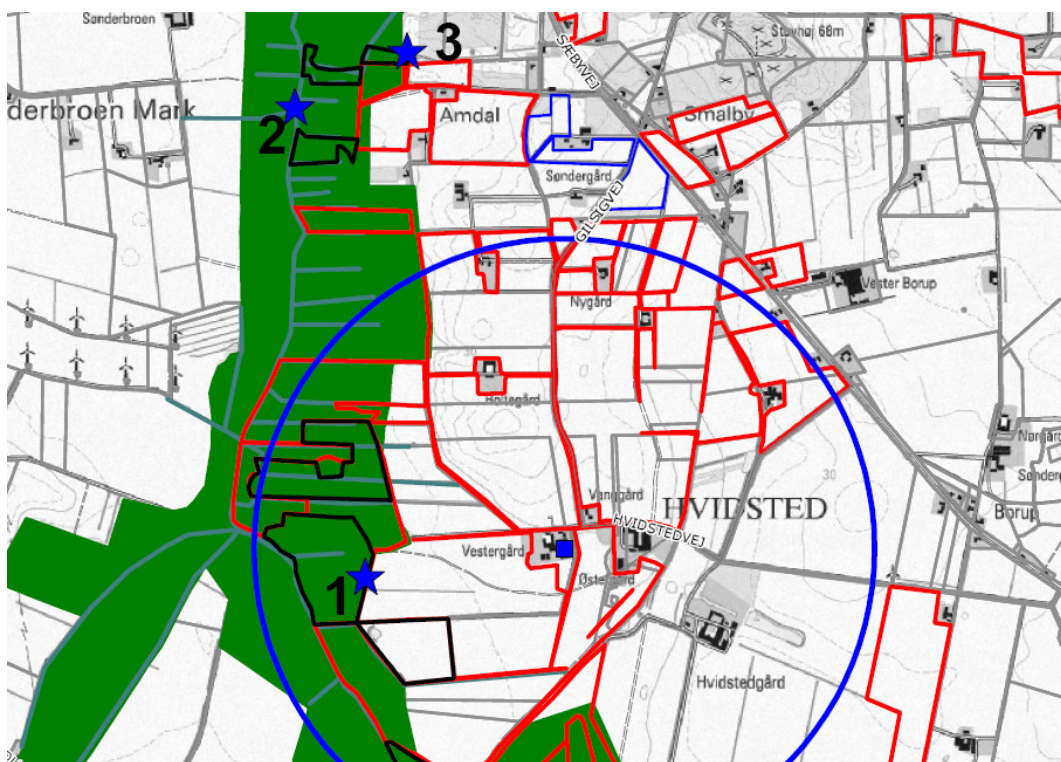 Sønderbroen
Støvhøj 68m
SÆBYVEJ
3
derbroen Mark
Amdal
Smalby
2
Søndergård
GILSIGVEJ
Vester Borup
Nygård
30
Holtegård
Nørgård
Sønder
30
Vanggård
HVIDSTED
Borup
HVIDSTEDVEJ
Vestergård
Østergård
1
Hvidstedgård